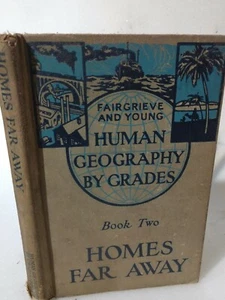 HOMES FAR AWAY
FAIRGRIEVE
AND YOUNG
HUMAN
GEOGRAPHY
BY GRADES
Book Two
HOMES
FAR AWAY